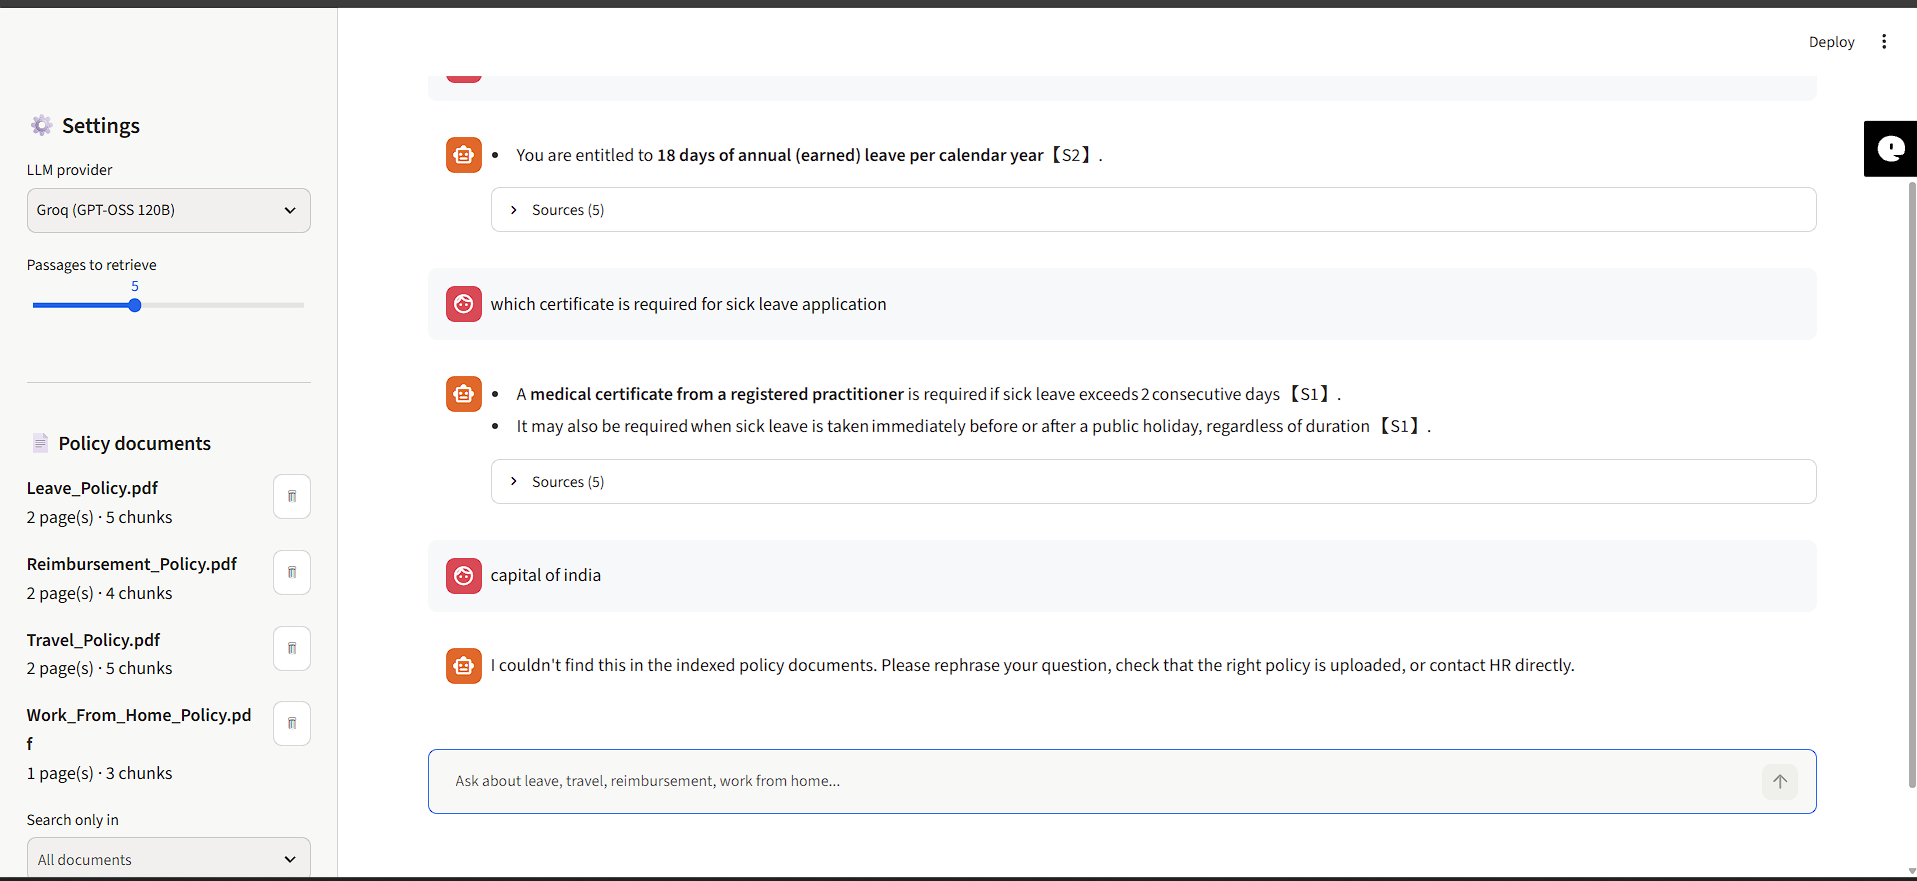 Deploy
Settings
LLM provider
Groq (GPT-OSS 120B)
Passages to retrieve
5
Policy documents
Leave_Policy.pdf
2 page(s) · 5 chunks
Reimbursement_Policy.pdf
2 page(s) · 4 chunks
Travel_Policy.pdf
2 page(s) · 5 chunks
Work_From_Home_Policy.pd
f
1 page(s) · 3 chunks
Search only in
All documents
• You are entitled to 18 days of annual (earned) leave per calendar year【S2】.
Sources (5)
which certificate is required for sick leave application
• A medical certificate from a registered practitioner is required if sick leave exceeds 2 consecutive days【S1】.
• It may also be required when sick leave is taken immediately before or after a public holiday, regardless of duration【S1】.
Sources (5)
capital of india
I couldn't find this in the indexed policy documents. Please rephrase your question, check that the right policy is uploaded, or contact HR directly.
Ask about leave, travel, reimbursement, work from home...